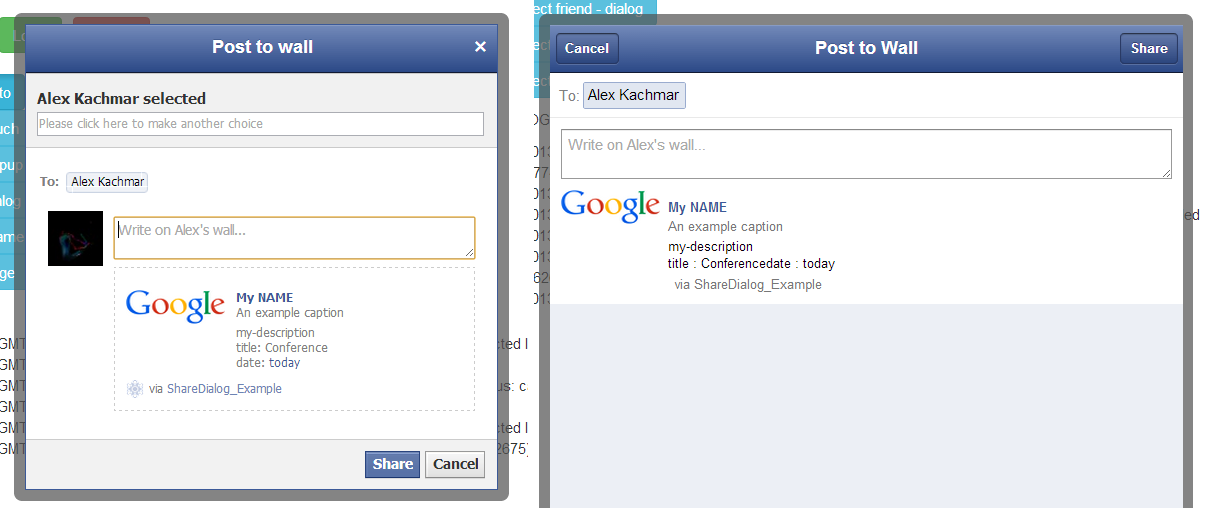 Post to wall
Alex Kachmar selected
Please click here to make another choice
To: Alex Kachmar
Write on Alex's wall...
Google
My NAME
An example caption
my-description
title: Conference
date: today
via ShareDialog_Example
Share Cancel
ect friend - dialog
Cancel Post to Wall Share
To: Alex Kachmar
Write on Alex's wall...
Google
My NAME
An example caption
my-description
title : Conferencedate : today
via ShareDialog_Example